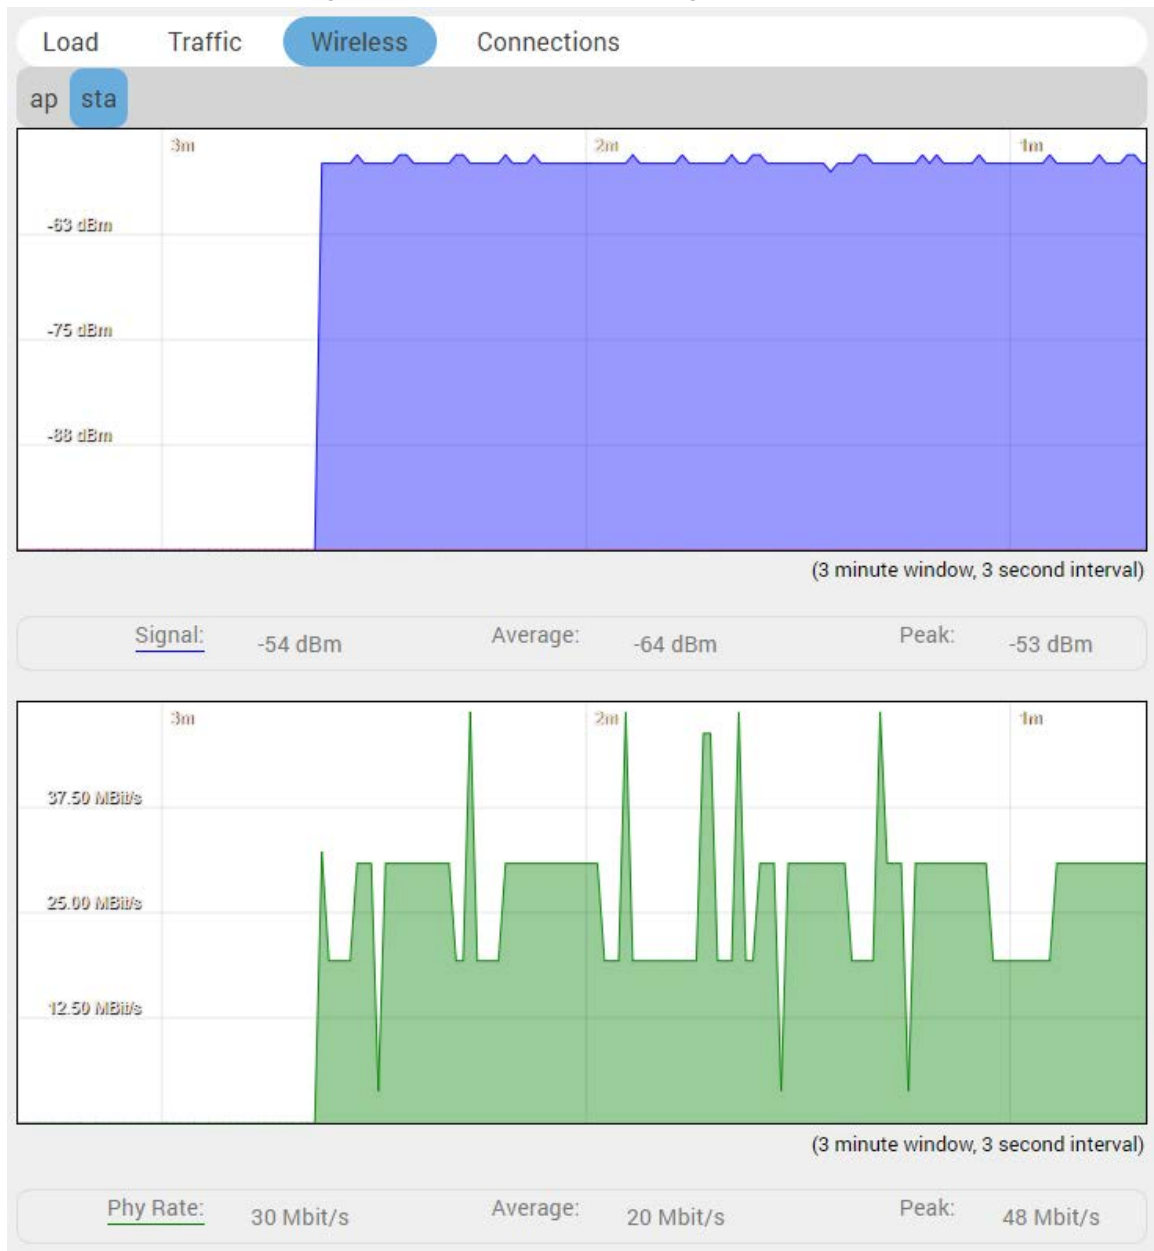 Load Traffic Wireless Connections
ap sta
3m 2m 1m
-63 dBm
-75 dBm
-88 dBm
(3 minute window, 3 second interval)
Signal: -54 dBm Average: -64 dBm Peak: -53 dBm
3m 2m 1m
37.50 MBit/s
25.00 MBit/s
12.50 MBit/s
(3 minute window, 3 second interval)
Phy Rate: 30 Mbit/s Average: 20 Mbit/s Peak: 48 Mbit/s